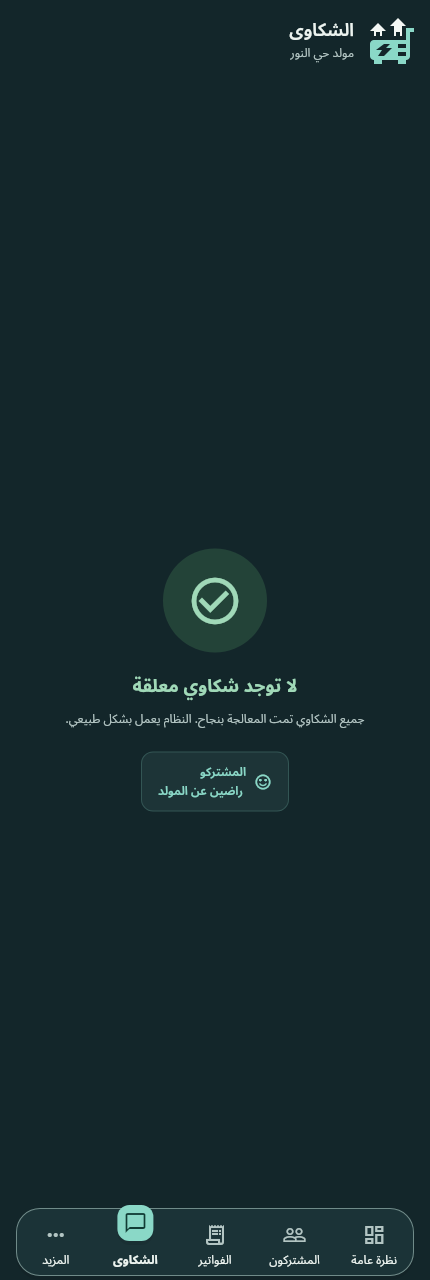 الشكاوى
مولد حي النور
لا توجد شكاوي معلقة
جميع الشكاوي تمت المعالجة بنجاح. النظام يعمل بشكل طبيعي.
المشتركو
راضين عن المولد
نظرة عامة
المشتركون
الفواتير
الشكاوى
المزيد